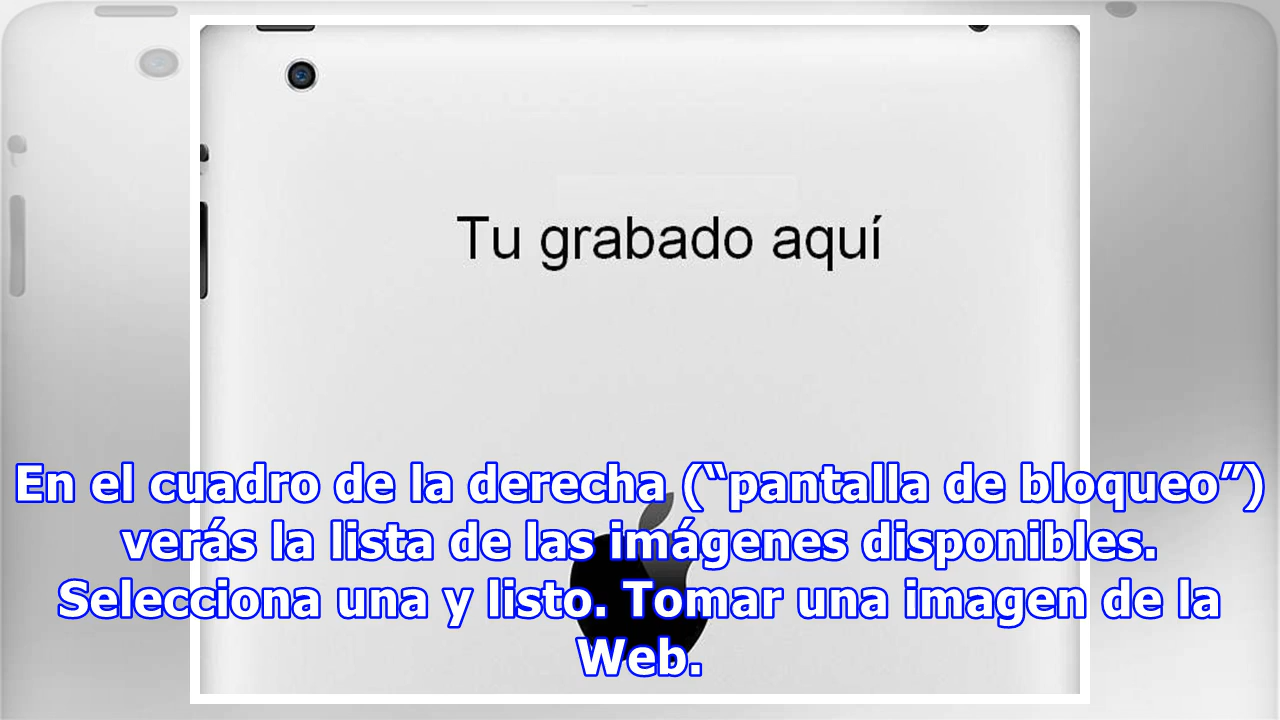 Tu grabado aquí
En el cuadro de la derecha (“pantalla de bloqueo”)
verás la lista de las imágenes disponibles.
Selecciona una y listo. Tomar una imagen de la
Web.